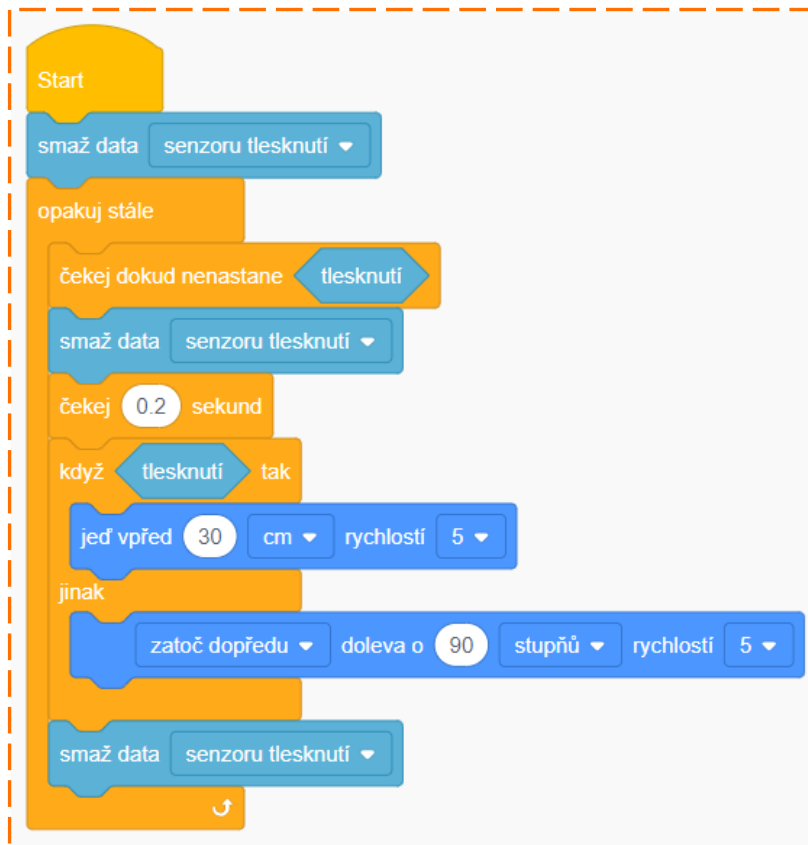 Start
smaž data senzoru tlesknutí
opakuj stále
čekej dokud nenastane tlesknutí
smaž data senzoru tlesknutí
čekej 0.2 sekund
když tlesknutí tak
jeď vpřed 30 cm rychlostí 5
jinak
zatoč dopředu doleva o 90 stupňů rychlostí 5
smaž data senzoru tlesknutí